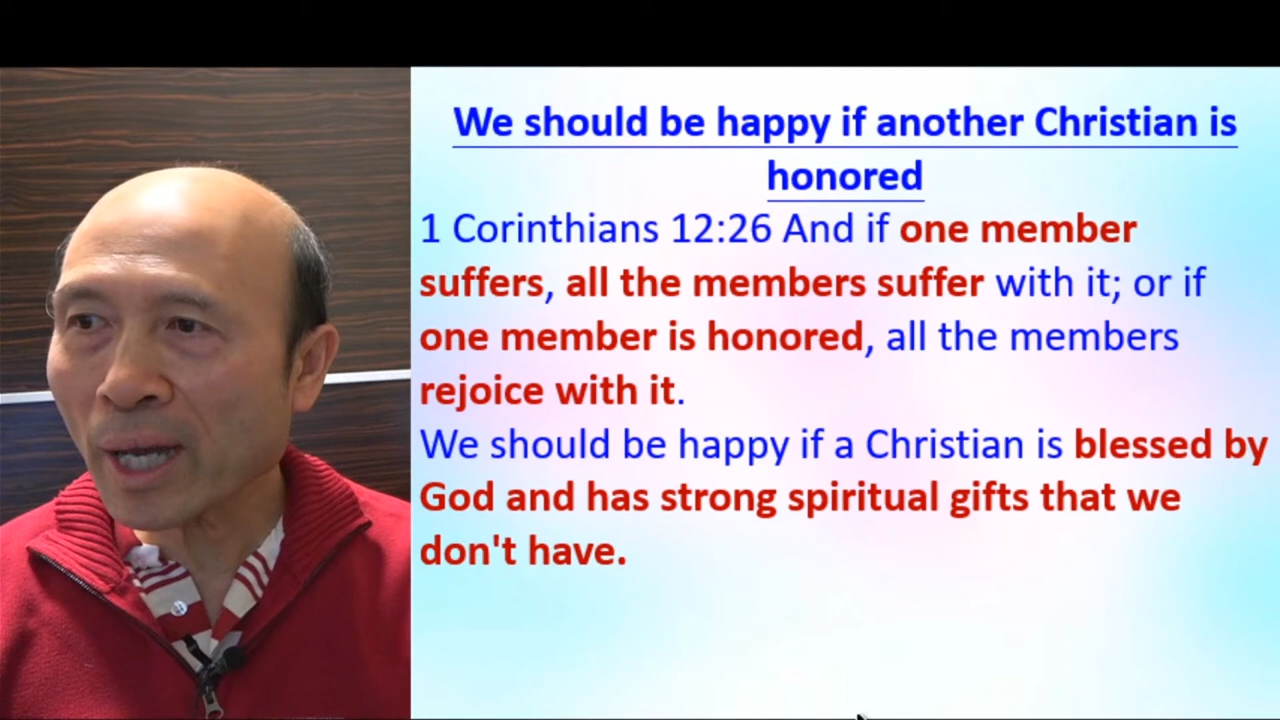 We should be happy if another Christian is
honored
1 Corinthians 12:26 And if one member
suffers, all the members suffer with it; or if
one member is honored, all the members
rejoice with it.
We should be happy if a Christian is blessed by
God and has strong spiritual gifts that we
don't have.